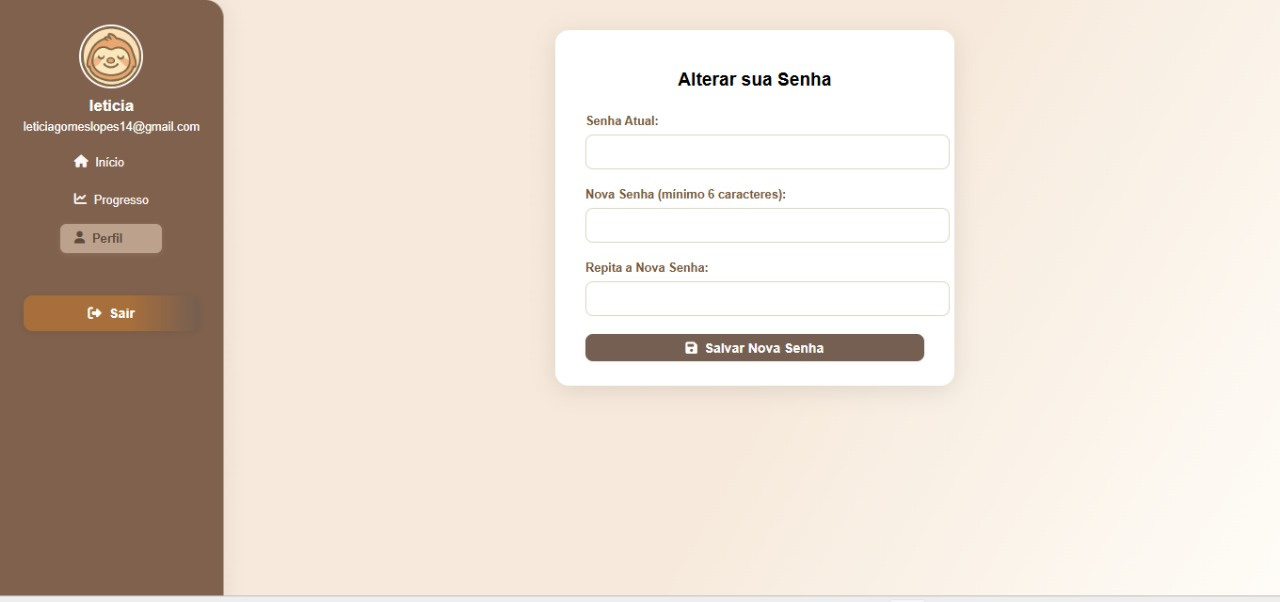 leticia
leticiagomeslopes14@gmail.com
Início
Progresso
Perfil
Sair
Alterar sua Senha
Senha Atual:
Nova Senha (mínimo 6 caracteres):
Repita a Nova Senha:
Salvar Nova Senha